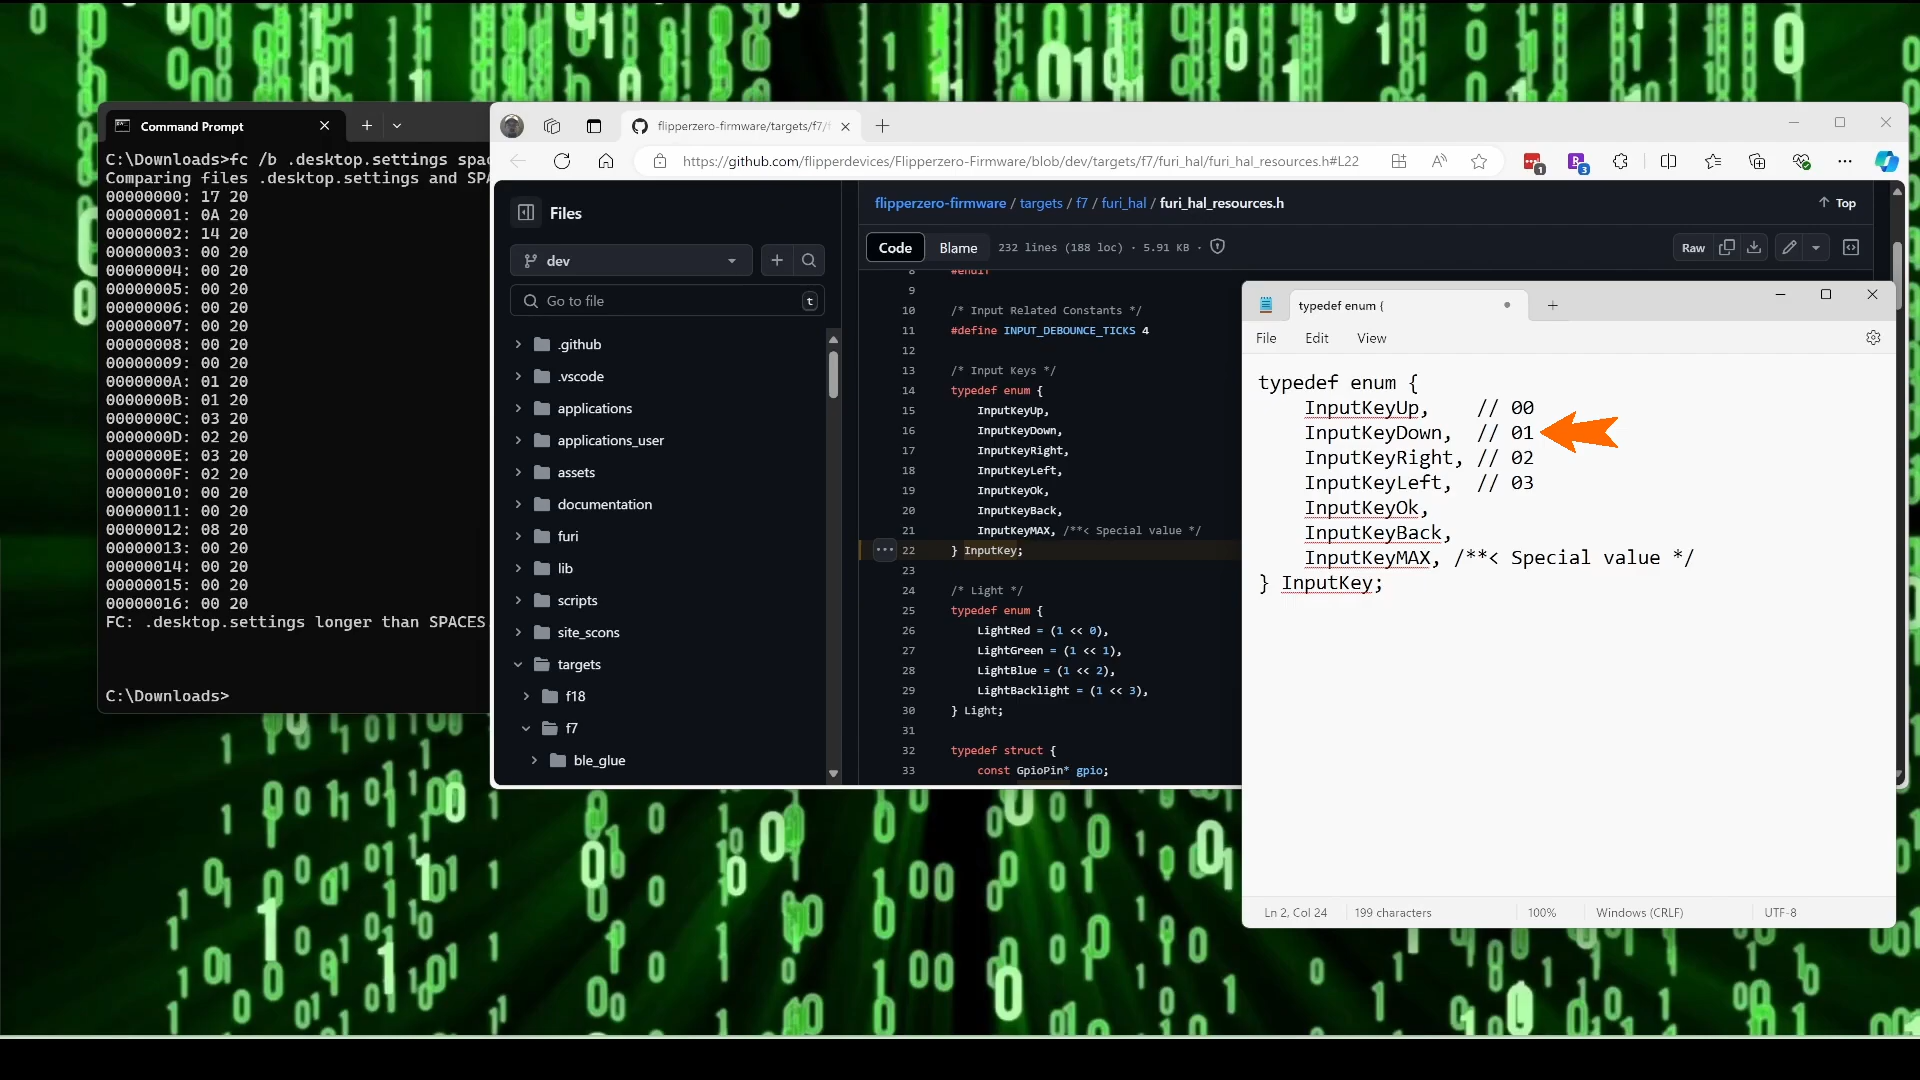 Command Prompt
C:\Downloads>fc /b .desktop.settings spac
Comparing files .desktop.settings and SPA
00000000: 17 20
00000001: 0A 20
00000002: 14 20
00000003: 00 20
00000004: 00 20
00000005: 00 20
00000006: 00 20
00000007: 00 20
00000008: 00 20
00000009: 00 20
0000000A: 01 20
0000000B: 01 20
0000000C: 03 20
0000000D: 02 20
0000000E: 03 20
0000000F: 02 20
00000010: 00 20
00000011: 00 20
00000012: 08 20
00000013: 00 20
00000014: 00 20
00000015: 00 20
00000016: 00 20
FC: .desktop.settings longer than SPACES
C:\Downloads>
flipperzero-firmware/targets/f7/f
https://github.com/flipperdevices/Flipperzero-Firmware/blob/dev/targets/f7/furi_hal/furi_hal_resources.h#L22
1
3
Files
dev
Go to file
t
.github
.vscode
applications
applications_user
assets
documentation
furi
lib
scripts
site_scons
targets
f18
f7
ble_glue
flipperzero-firmware / targets / f7 / furi_hal / furi_hal_resources.h
Top
Code
Blame
232 lines (188 loc) · 5.91 KB
Raw
8 #endif
9
10 /* Input Related Constants */
11 #define INPUT_DEBOUNCE_TICKS 4
12
13 /* Input Keys */
14 typedef enum {
15 InputKeyUp,
16 InputKeyDown,
17 InputKeyRight,
18 InputKeyLeft,
19 InputKeyOk,
20 InputKeyBack,
21 InputKeyMAX, /**< Special value */
22 } InputKey;
23
24 /* Light */
25 typedef enum {
26 LightRed = (1 << 0),
27 LightGreen = (1 << 1),
28 LightBlue = (1 << 2),
29 LightBacklight = (1 << 3),
30 } Light;
31
32 typedef struct {
33 const GpioPin* gpio;
typedef enum {
File Edit View
typedef enum {
InputKeyUp, // 00
InputKeyDown, // 01
InputKeyRight, // 02
InputKeyLeft, // 03
InputKeyOk,
InputKeyBack,
InputKeyMAX, /**< Special value */
} InputKey;
Ln 2, Col 24
199 characters
100%
Windows (CRLF)
UTF-8